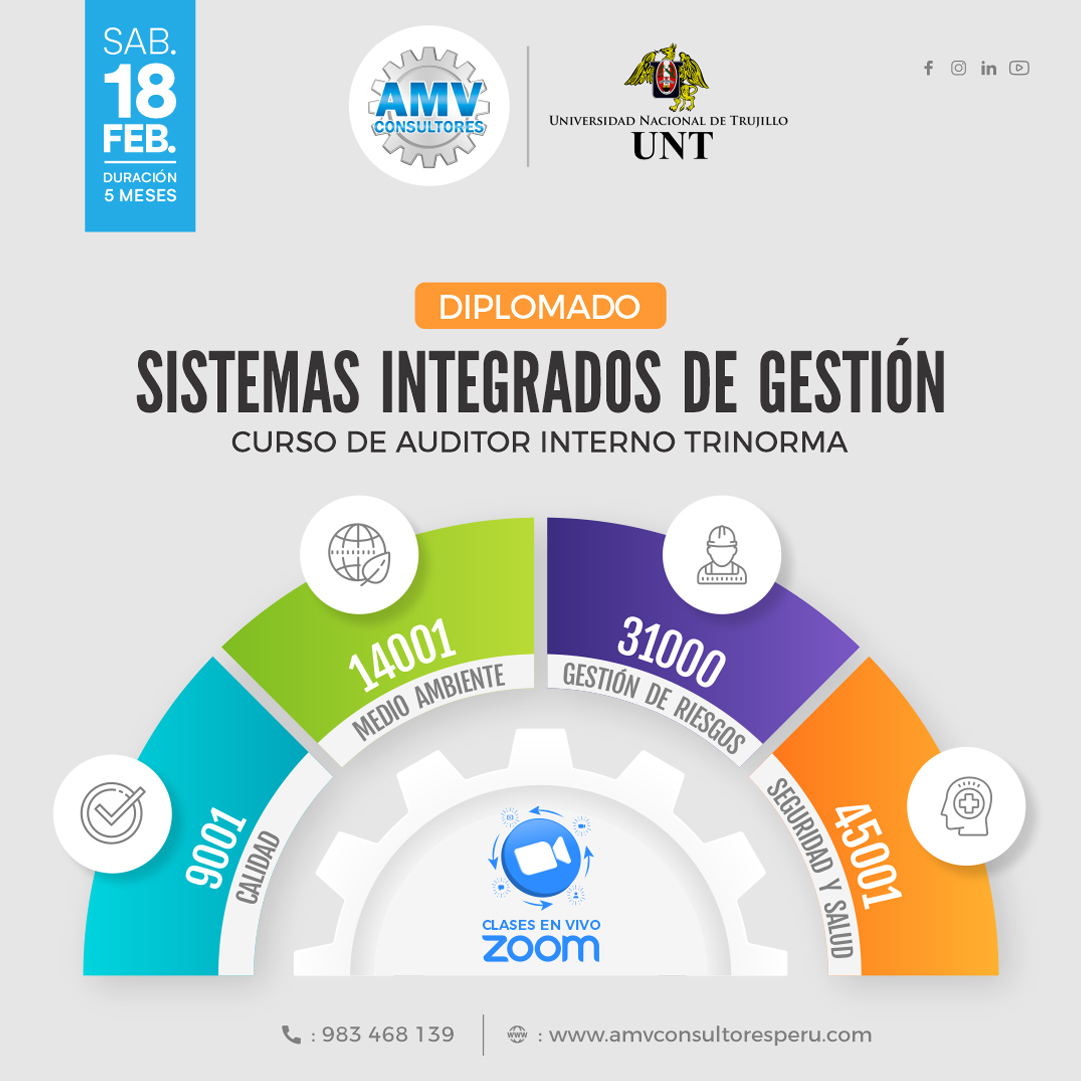 SAB.
18
FEB.
DURACIÓN
5 MESES
AMV
CONSULTORES
UNIVERSIDAD NACIONAL DE TRUJILLO
UNT
DIPLOMADO
SISTEMAS INTEGRADOS DE GESTIÓN
CURSO DE AUDITOR INTERNO TRINORMA
9001
CALIDAD
14001
MEDIO AMBIENTE
31000
GESTIÓN DE RIESGOS
45001
SEGURIDAD Y SALUD
CLASES EN VIVO
zoom
: 983 468 139
: www.amvconsultoresperu.com